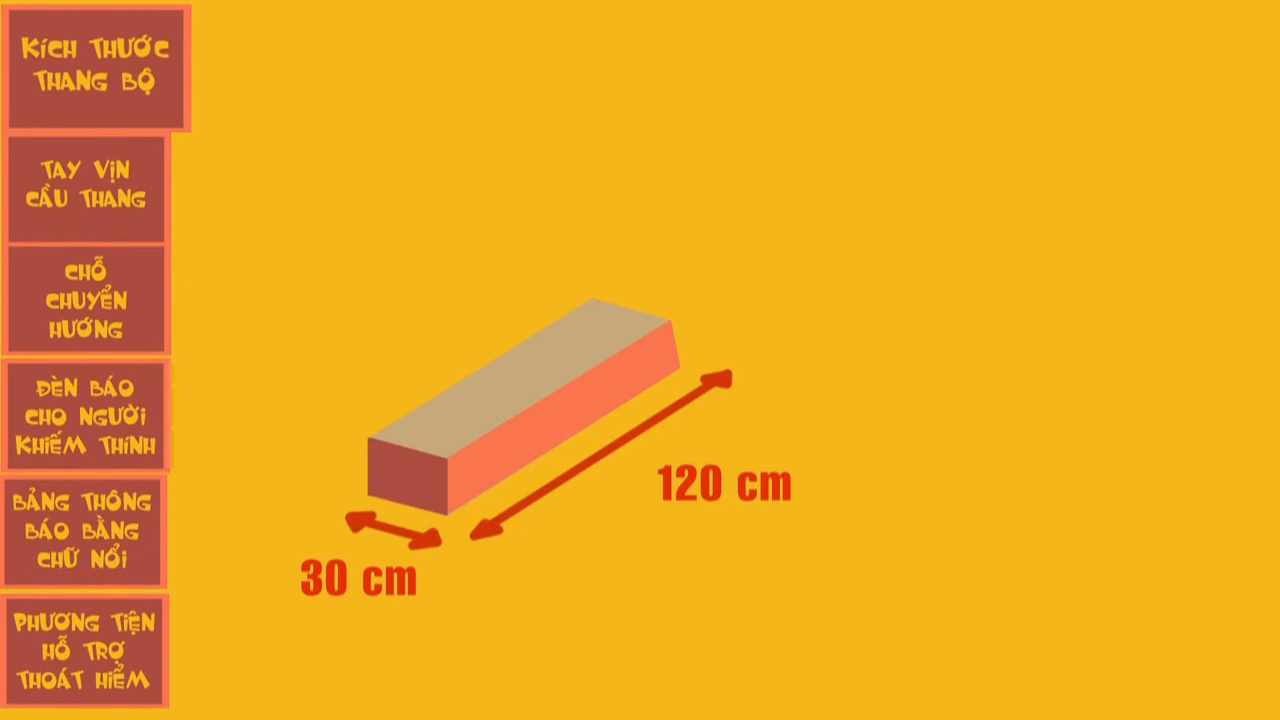 KÍCH THƯỚC
THANG BỘ
TAY VỊN
CẦU THANG
CHỖ
CHUYỂN
HƯỚNG
ĐÈN BÁO
CHO NGƯỜI
KHIẾM THÍNH
BẢNG THÔNG
BÁO BẰNG
CHỮ NỔI
PHƯƠNG TIỆN
HỖ TRỢ
THOÁT HIỂM
120 cm
30 cm